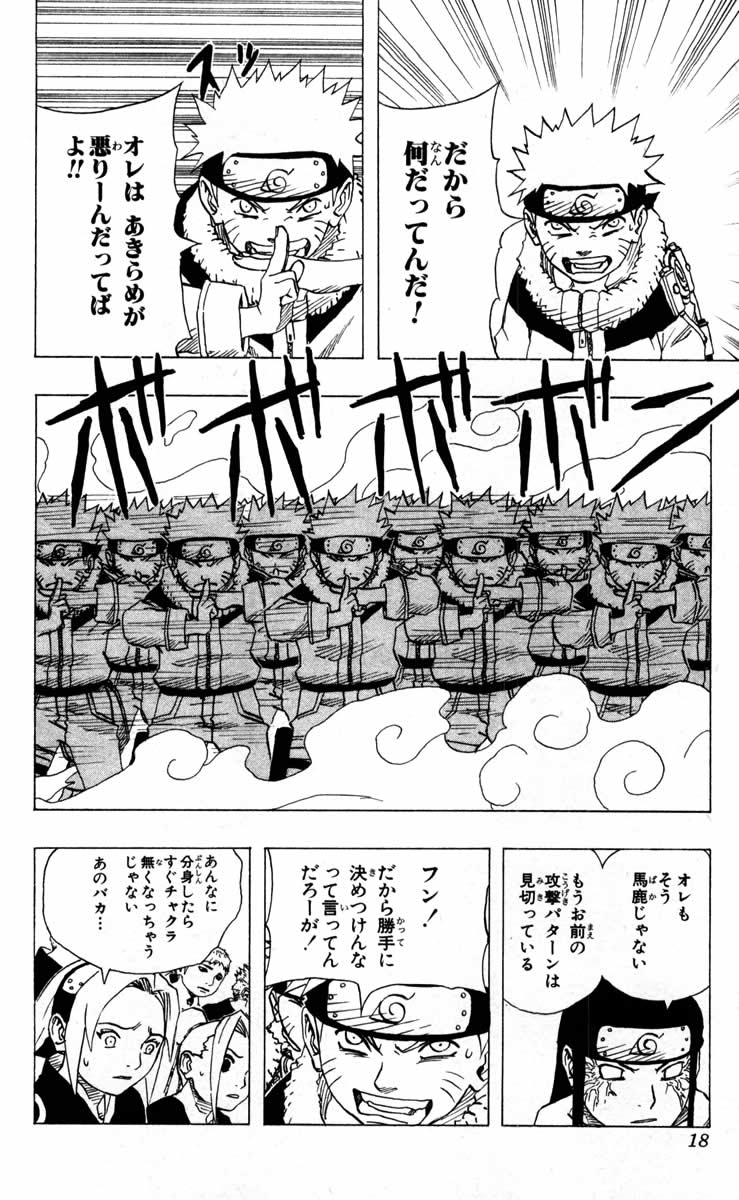 だから
何だってんだ!
スッ
オレは あきらめが
悪りーんだってば
よ!!
ボボボボン
オレも
そう
馬鹿じゃない
もうお前の
攻撃パターンは
見切っている
フン!
だから勝手に
決めつけんな
って言ってん
だろーが!
あんなに
分身したら
すぐチャクラ
無くなっちゃう
じゃない
あのバカ…
18